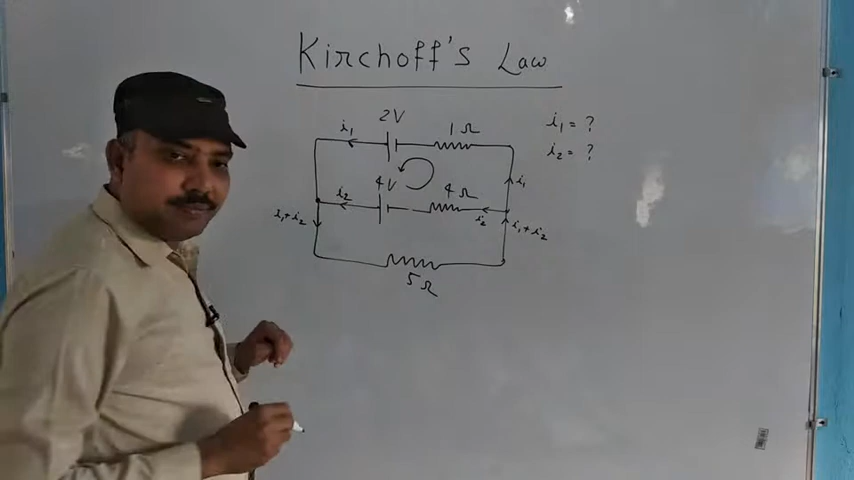 Kirchoff's Law
2V
i₁
1 Ω
i₁ = ?
i₂ = ?
4V
i₂
4 Ω
i₁
i₂
i₁+i₂
i₁+i₂
5 Ω